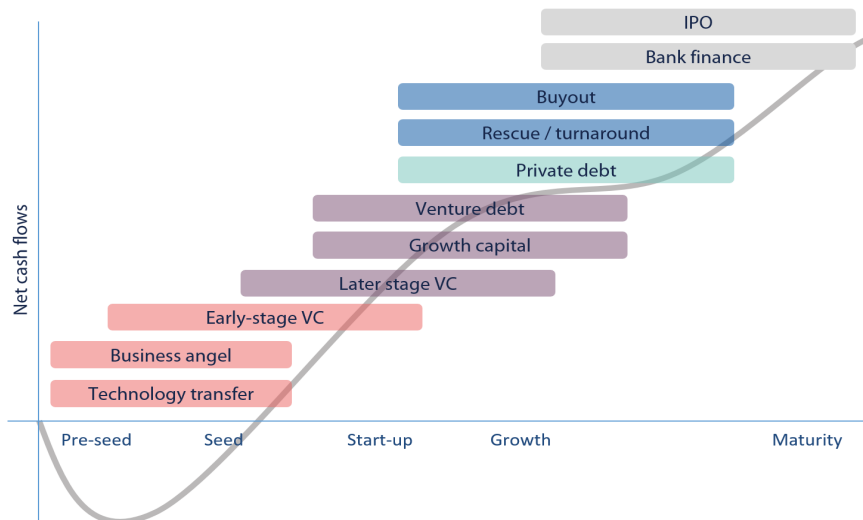 IPO
Bank finance
Buyout
Rescue / turnaround
Private debt
Venture debt
Growth capital
Later stage VC
Early-stage VC
Business angel
Technology transfer
Net cash flows
Pre-seed
Seed
Start-up
Growth
Maturity